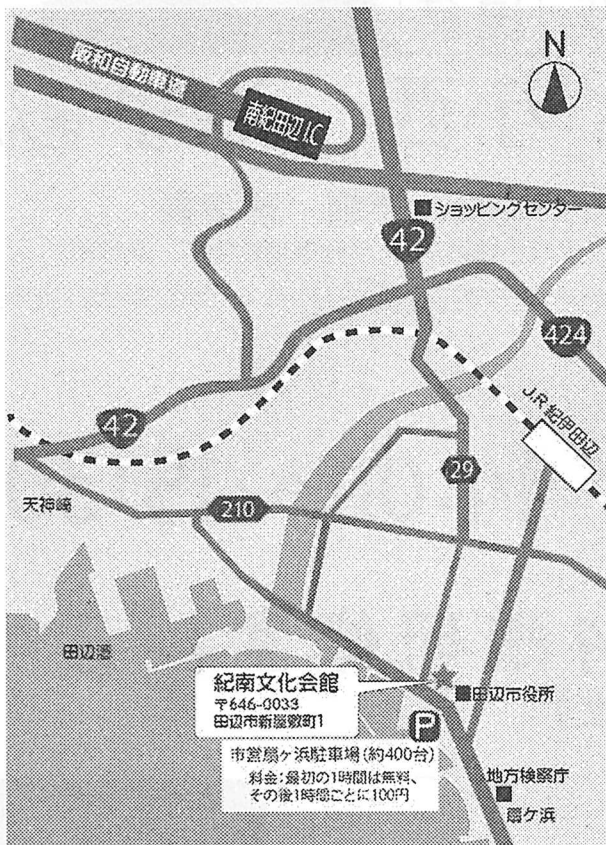 N
阪和自動車道
南紀田辺I.C
ショッピングセンター
42
424
J.R紀伊田辺
42
29
天神崎
210
田辺湾
紀南文化会館
〒646-0033
田辺市新屋敷町1
田辺市役所
P
市営扇ヶ浜駐車場(約400台)
料金:最初の1時間は無料、
その後1時間ごとに100円
地方検察庁
扇ケ浜